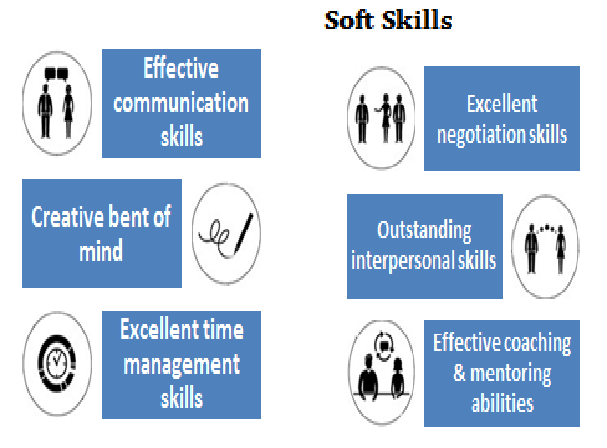 Soft Skills
Effective
communication
skills
Excellent
negotiation skills
Creative bent of
mind
Outstanding
interpersonal skills
Excellent time
management
skills
Effective coaching
& mentoring
abilities